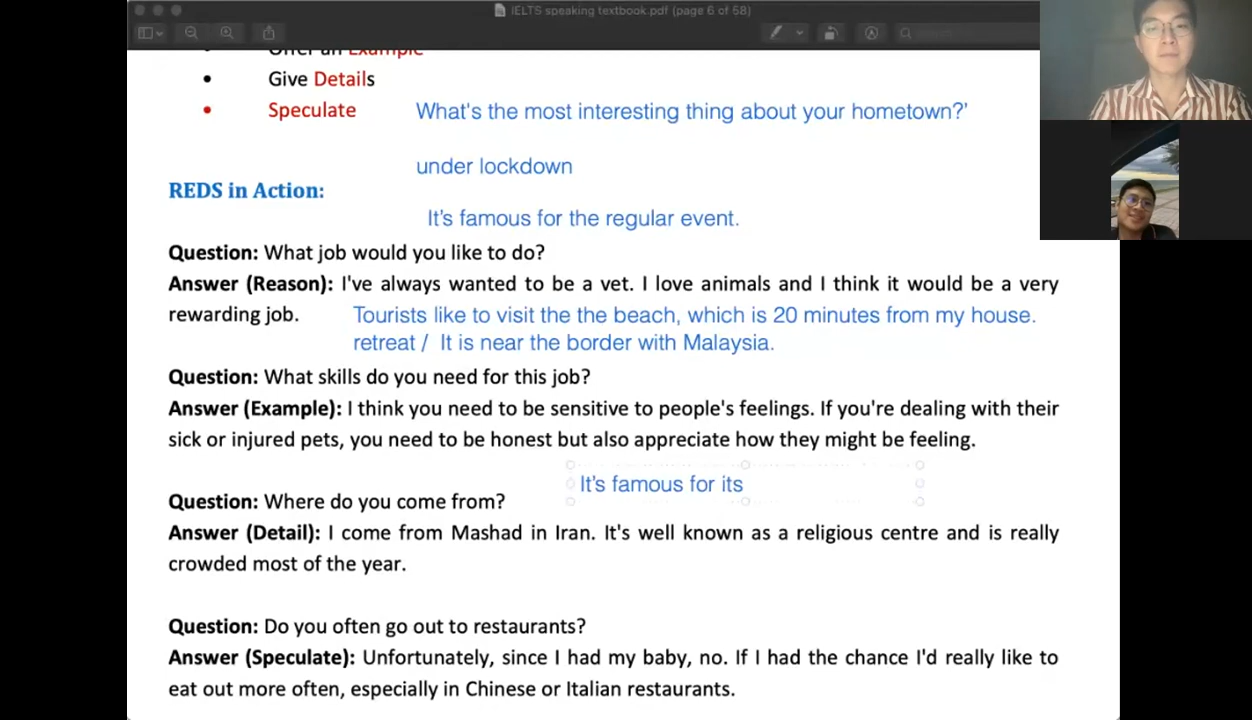 IELTS speaking textbook.pdf (page 6 of 58)
Offer an Example
• Give Details
• Speculate
What's the most interesting thing about your hometown?'
under lockdown
REDS in Action:
It's famous for the regular event.
Question: What job would you like to do?
Answer (Reason): I've always wanted to be a vet. I love animals and I think it would be a very
rewarding job.
Tourists like to visit the the beach, which is 20 minutes from my house.
retreat / It is near the border with Malaysia.
Question: What skills do you need for this job?
Answer (Example): I think you need to be sensitive to people's feelings. If you're dealing with their
sick or injured pets, you need to be honest but also appreciate how they might be feeling.
It's famous for its
Question: Where do you come from?
Answer (Detail): I come from Mashad in Iran. It's well known as a religious centre and is really
crowded most of the year.
Question: Do you often go out to restaurants?
Answer (Speculate): Unfortunately, since I had my baby, no. If I had the chance I'd really like to
eat out more often, especially in Chinese or Italian restaurants.